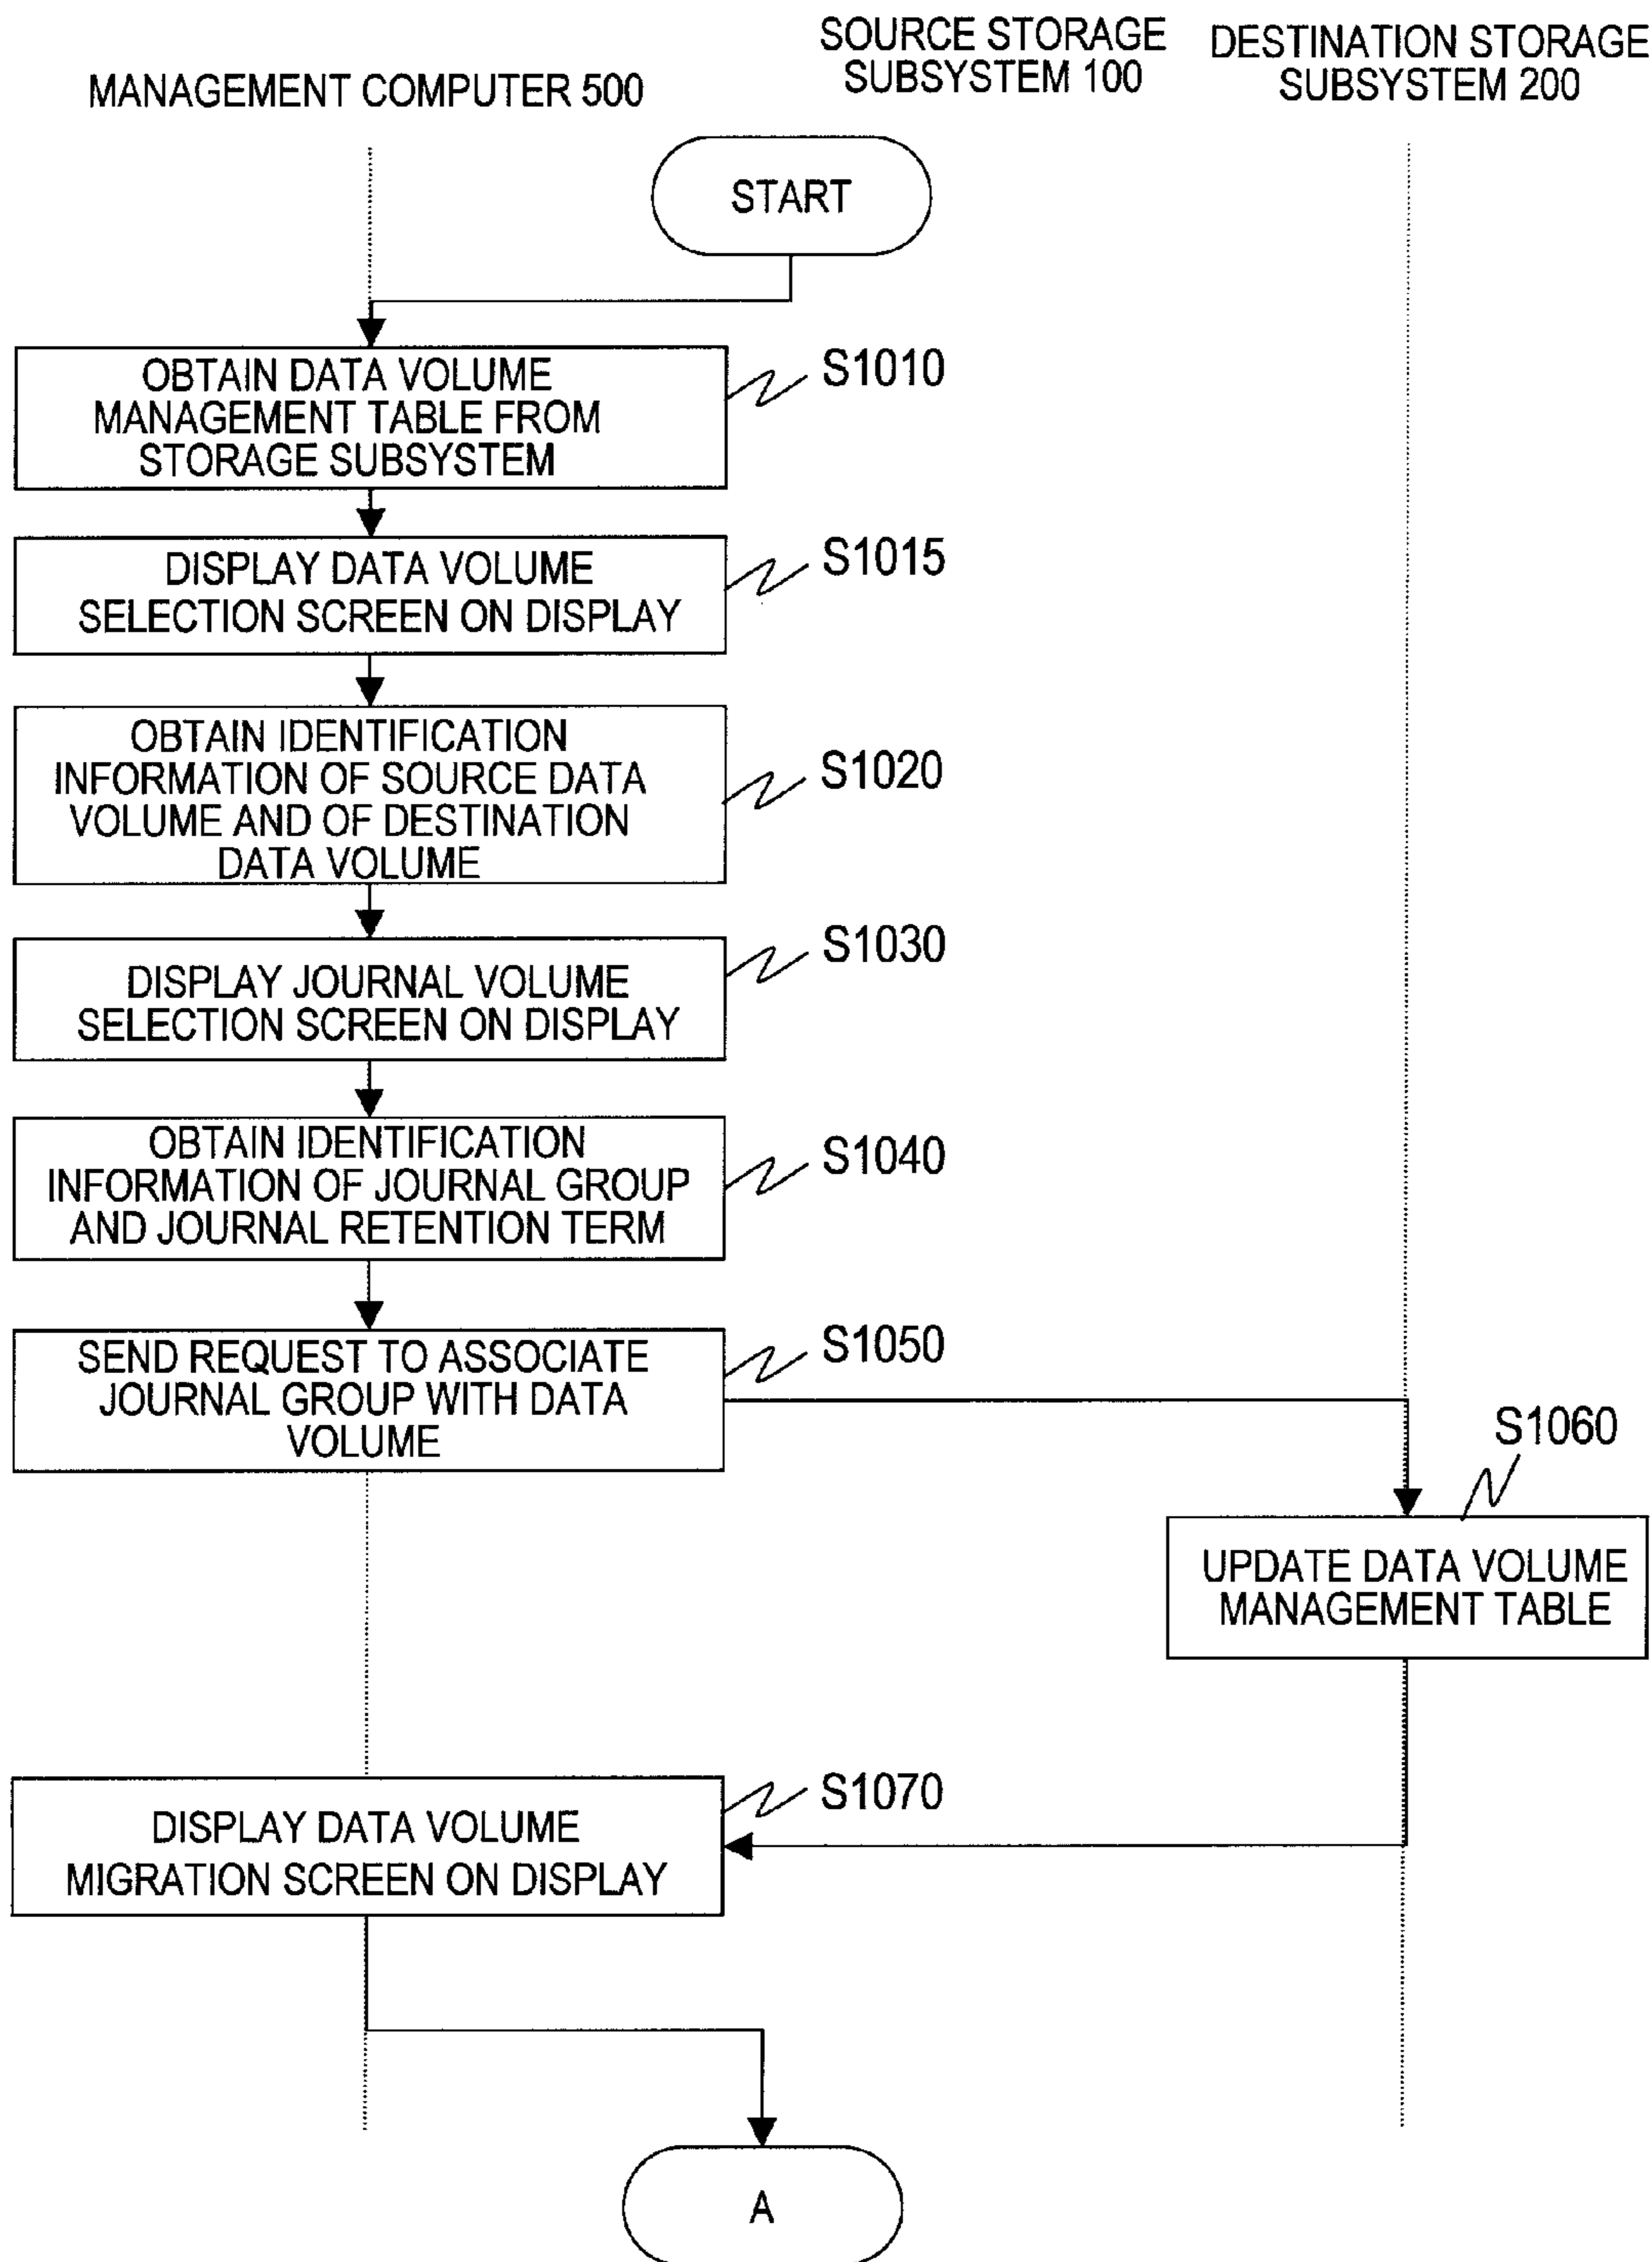 SOURCE STORAGE
SUBSYSTEM 100
DESTINATION STORAGE
SUBSYSTEM 200
MANAGEMENT COMPUTER 500
START
OBTAIN DATA VOLUME
MANAGEMENT TABLE FROM
STORAGE SUBSYSTEM
S1010
DISPLAY DATA VOLUME
SELECTION SCREEN ON DISPLAY
S1015
OBTAIN IDENTIFICATION
INFORMATION OF SOURCE DATA
VOLUME AND OF DESTINATION
DATA VOLUME
S1020
DISPLAY JOURNAL VOLUME
SELECTION SCREEN ON DISPLAY
S1030
OBTAIN IDENTIFICATION
INFORMATION OF JOURNAL GROUP
AND JOURNAL RETENTION TERM
S1040
SEND REQUEST TO ASSOCIATE
JOURNAL GROUP WITH DATA
VOLUME
S1050
S1060
UPDATE DATA VOLUME
MANAGEMENT TABLE
DISPLAY DATA VOLUME
MIGRATION SCREEN ON DISPLAY
S1070
A